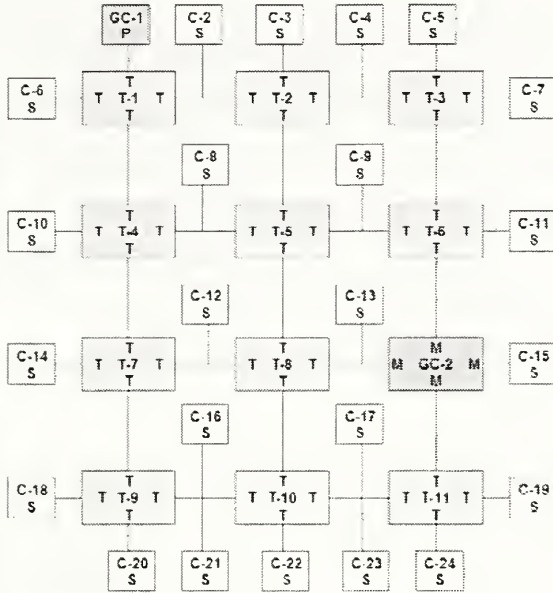 GC-1 C-2 C-3 C-4 C-5
P S S S S
C-6 T T T C-7
S T T-1 T T T-2 T T T-3 T S
T T T
C-8 C-9
S S
C-10 T T T C-11
S T T-4 T T T-5 T T T-6 T S
T T T
C-12 C-13
S S
C-14 T T M C-15
S T T-7 T T T-8 T M GC-2 M S
T T M
C-16 C-17
S S
C-18 T T T C-19
S T T-9 T T T-10 T T T-11 T S
T T T
C-20 C-21 C-22 C-23 C-24
S S S S S